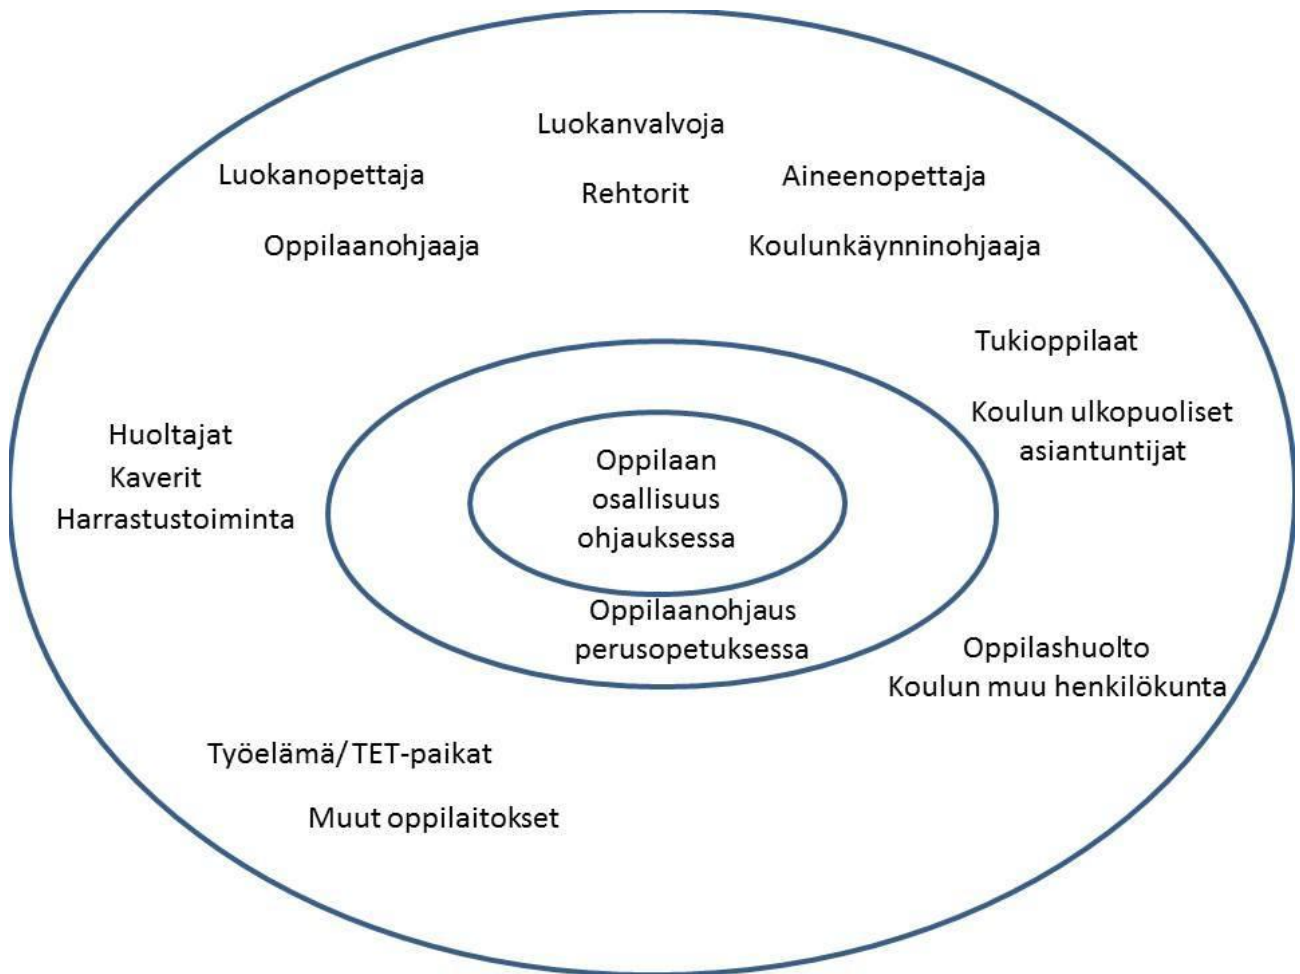 Luokanvalvoja
Luokanopettaja
Rehtorit
Aineenopettaja
Oppilaanohjaaja
Koulunkäynninohjaaja
Tukioppilaat
Koulun ulkopuoliset
asiantuntijat
Huoltajat
Kaverit
Harrastustoiminta
Oppilaan
osallisuus
ohjauksessa
Oppilaanohjaus
perusopetuksessa
Oppilashuolto
Koulun muu henkilökunta
Työelämä/ TET-paikat
Muut oppilaitokset